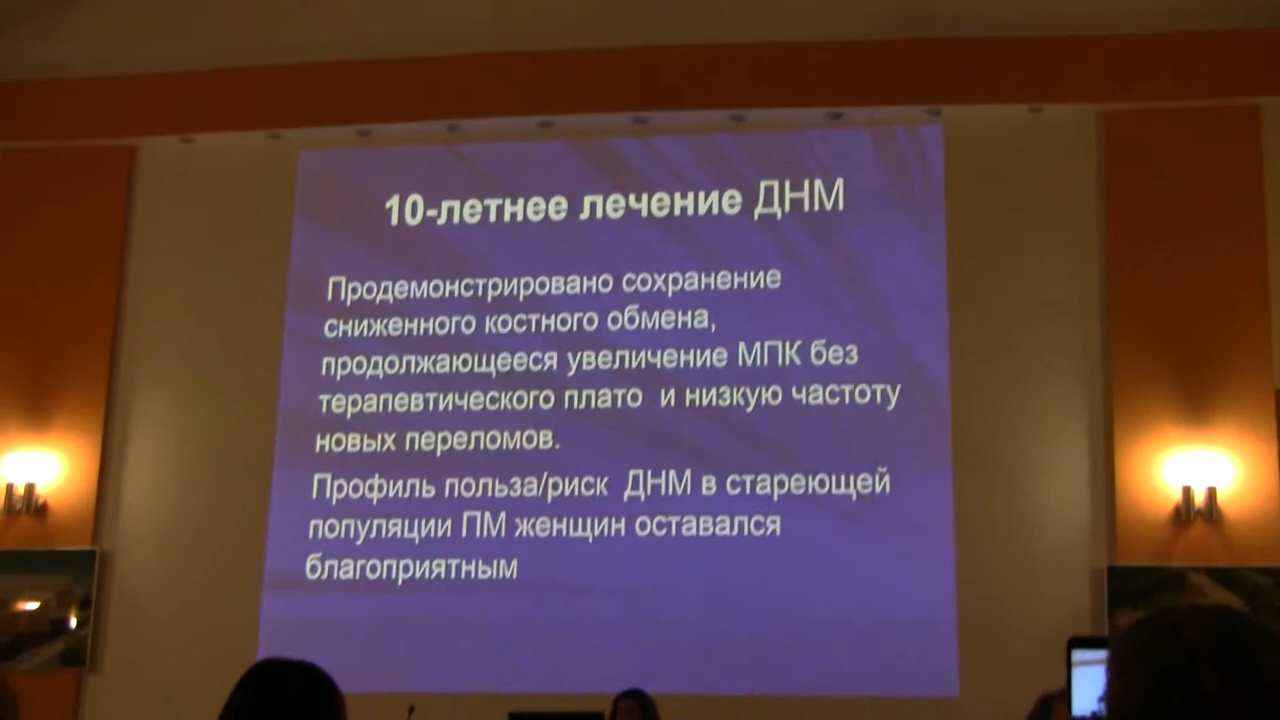 10-летнее лечение ДНМ
Продемонстрировано сохранение
сниженного костного обмена,
продолжающееся увеличение МПК без
терапевтического плато и низкую частоту
новых переломов.
Профиль польза/риск ДНМ в стареющей
популяции ПМ женщин оставался
благоприятным